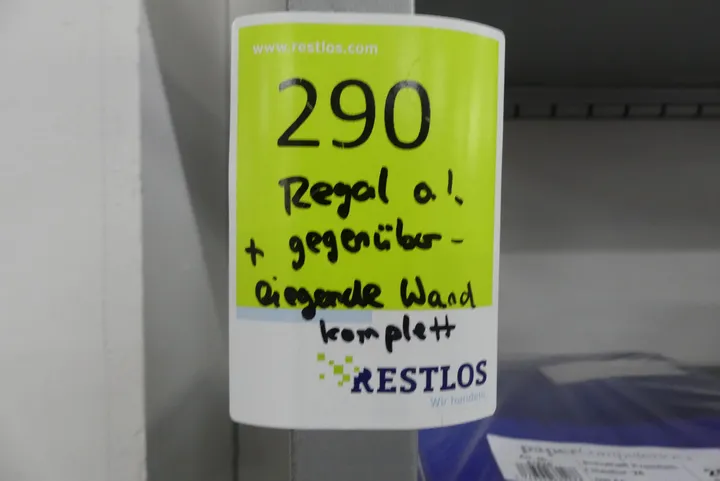 www.restlos.com
290
Regal a!.
+ gegenüber-
liegende Wand
komplett
RESTLOS
Wir handeln.